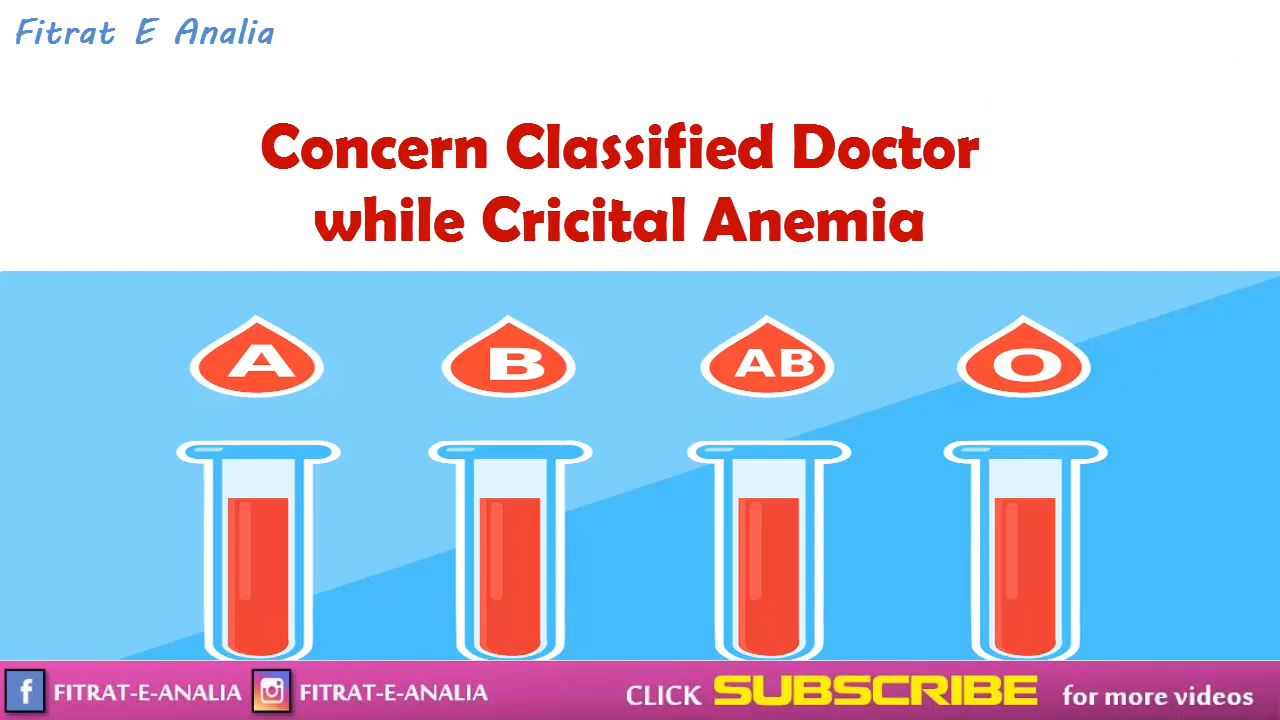 Fitrat E Analia
Concern Classified Doctor
while Cricital Anemia
A B AB O
FITRAT-E-ANALIA FITRAT-E-ANALIA CLICK SUBSCRIBE for more videos